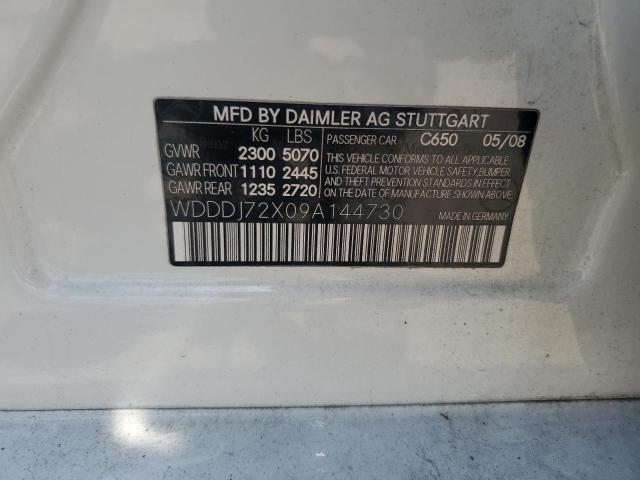 MFD BY DAIMLER AG STUTTGART
KG LBS
GVWR 2300 5070
GAWR FRONT 1110 2445
GAWR REAR 1235 2720
PASSENGER CAR C650 05/08
THIS VEHICLE CONFORMS TO ALL APPLICABLE
U.S. FEDERAL MOTOR VEHICLE SAFETY,BUMPER
AND THEFT PREVENTION STANDARDS IN EFFECT
ON THE DATE OF MANUFACTURE SHOWN ABOVE.
WDDDJ72X09A144730
MADE IN GERMANY